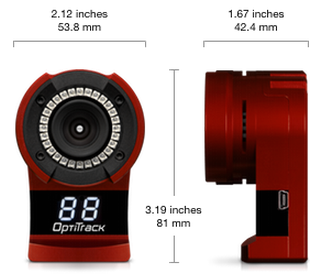 2.12 inches
53.8 mm
1.67 inches
42.4 mm
3.19 inches
81 mm
88
OptiTrack